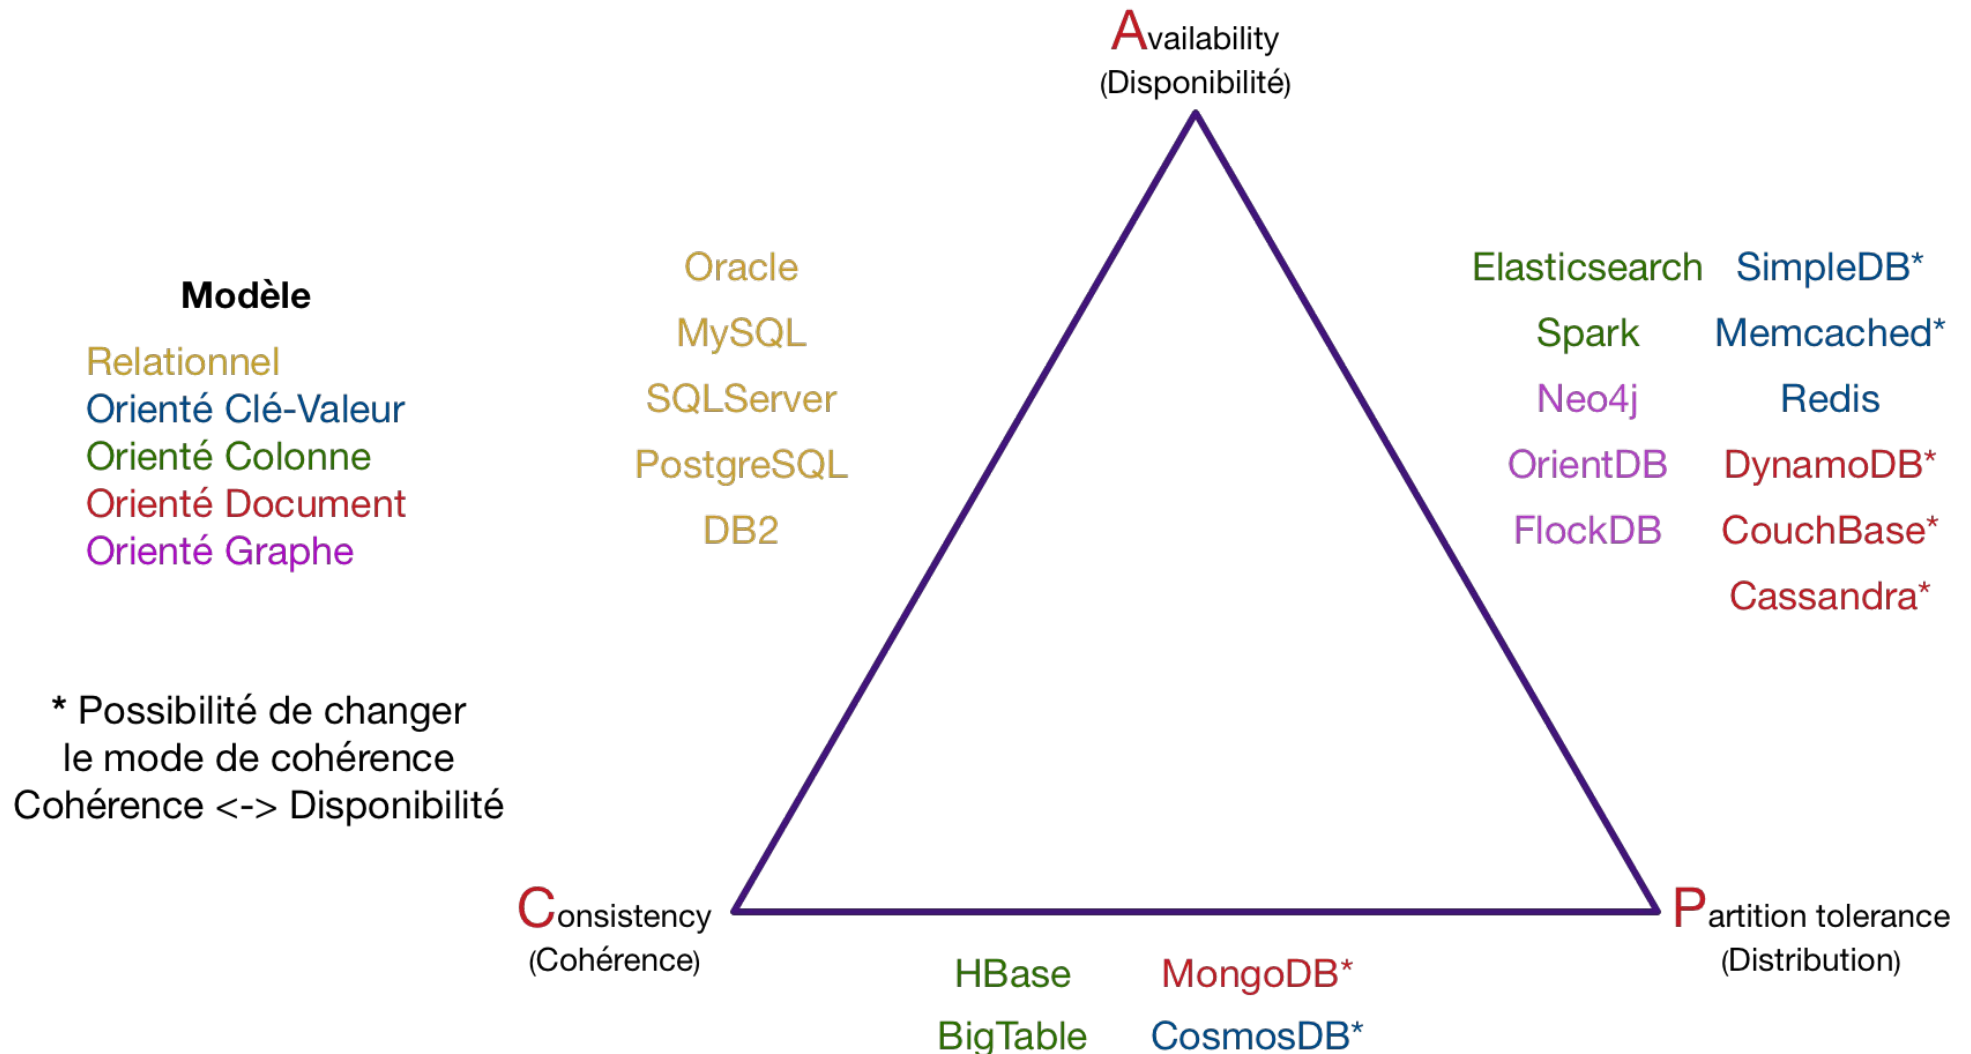 Availability
(Disponibilité)
Modèle
Relationnel
Orienté Clé-Valeur
Orienté Colonne
Orienté Document
Orienté Graphe
* Possibilité de changer
le mode de cohérence
Cohérence <-> Disponibilité
Oracle
MySQL
SQLServer
PostgreSQL
DB2
Elasticsearch SimpleDB*
Spark Memcached*
Neo4j Redis
OrientDB DynamoDB*
FlockDB CouchBase*
Cassandra*
Consistency
(Cohérence)
Partition tolerance
(Distribution)
HBase MongoDB*
BigTable CosmosDB*